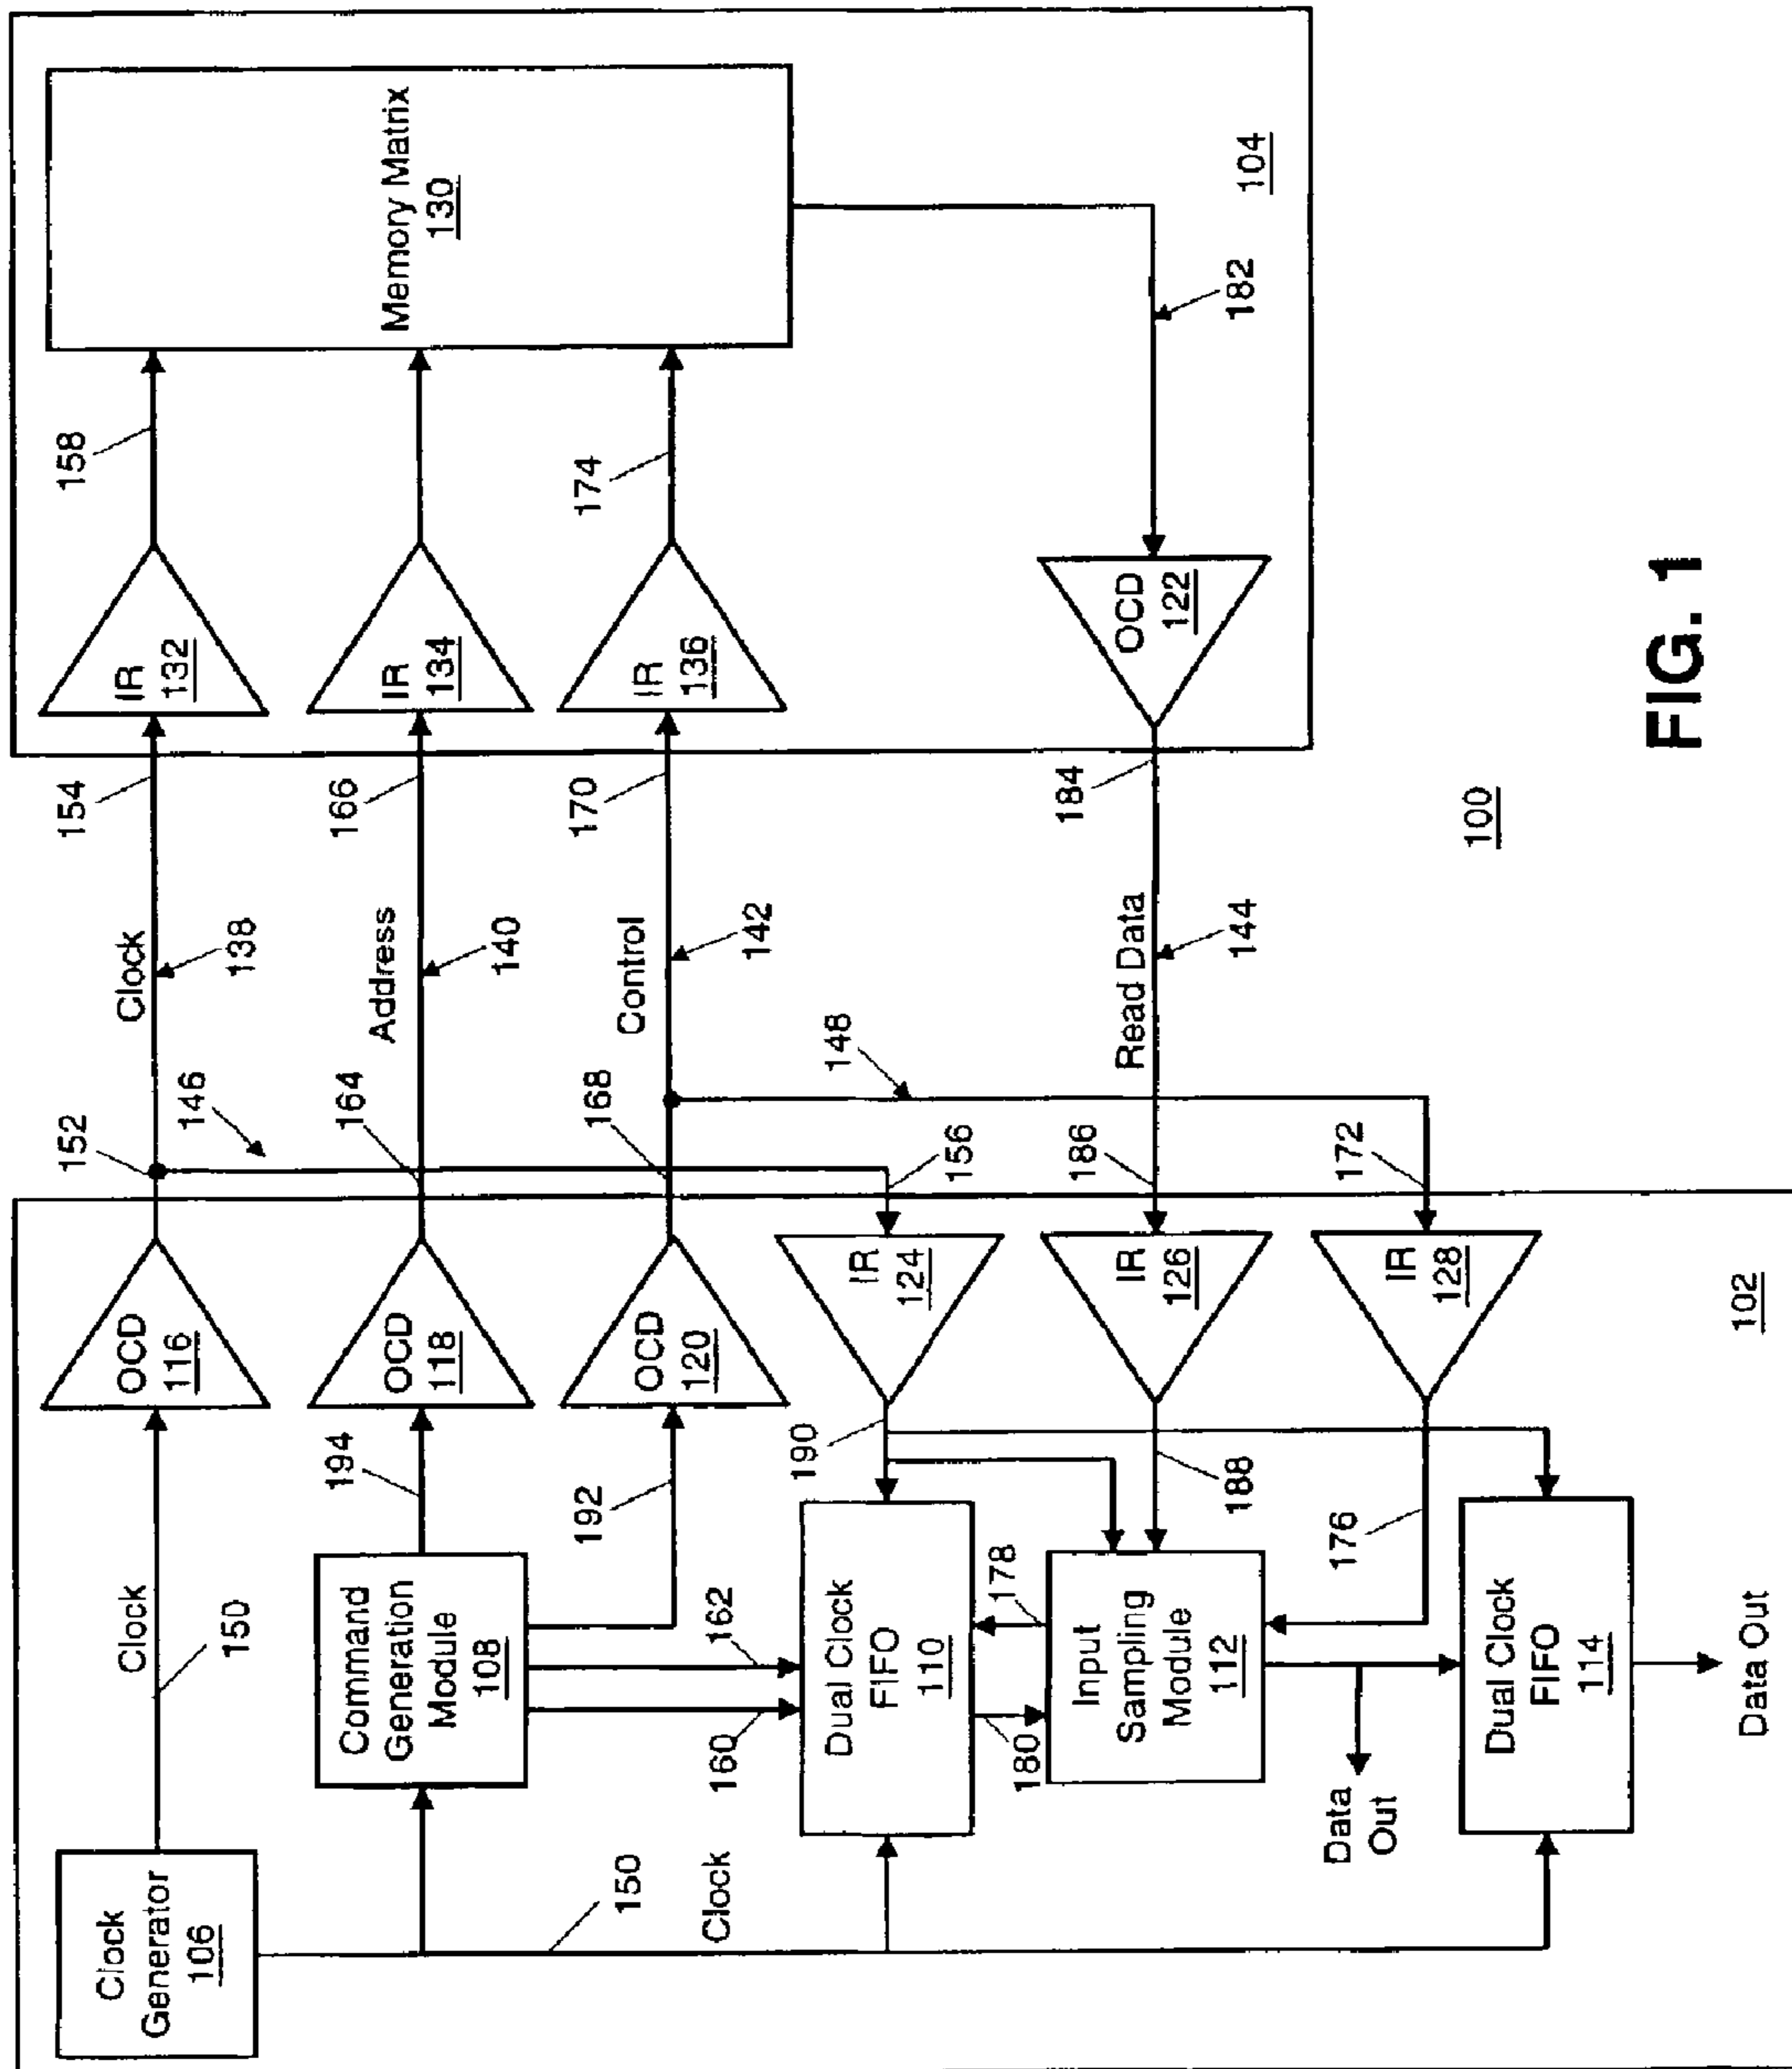 Clock
Generator
106
Clock
150
OCD
116
152
146
Clock
138
154
IR
132
158
Memory Matrix
130
Command
Generation
Module
108
194
OCD
118
164
Address
140
166
IR
134
192
OCD
120
168
Control
142
170
IR
136
174
160
162
150
Clock
Dual Clock
FIFO
110
190
IR
124
156
148
180
178
Input
Sampling
Module
112
188
IR
126
186
Read Data
144
184
OCD
122
182
104
Data
Out
176
IR
128
172
Dual Clock
FIFO
114
Data Out
102
100
FIG. 1